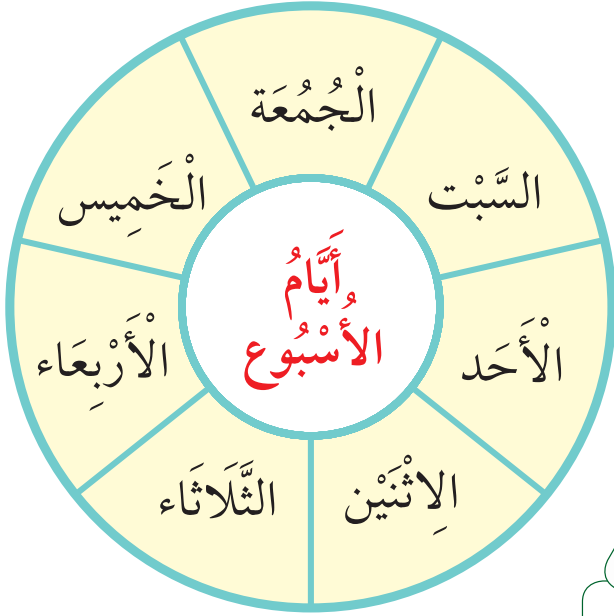 أَيَّامُ
الأُسْبُوع
الْجُمُعَة
السَّبْت
الْأَحَد
الِاثْنَيْن
الثَّلَاثَاء
الْأَرْبِعَاء
الْخَمِيس